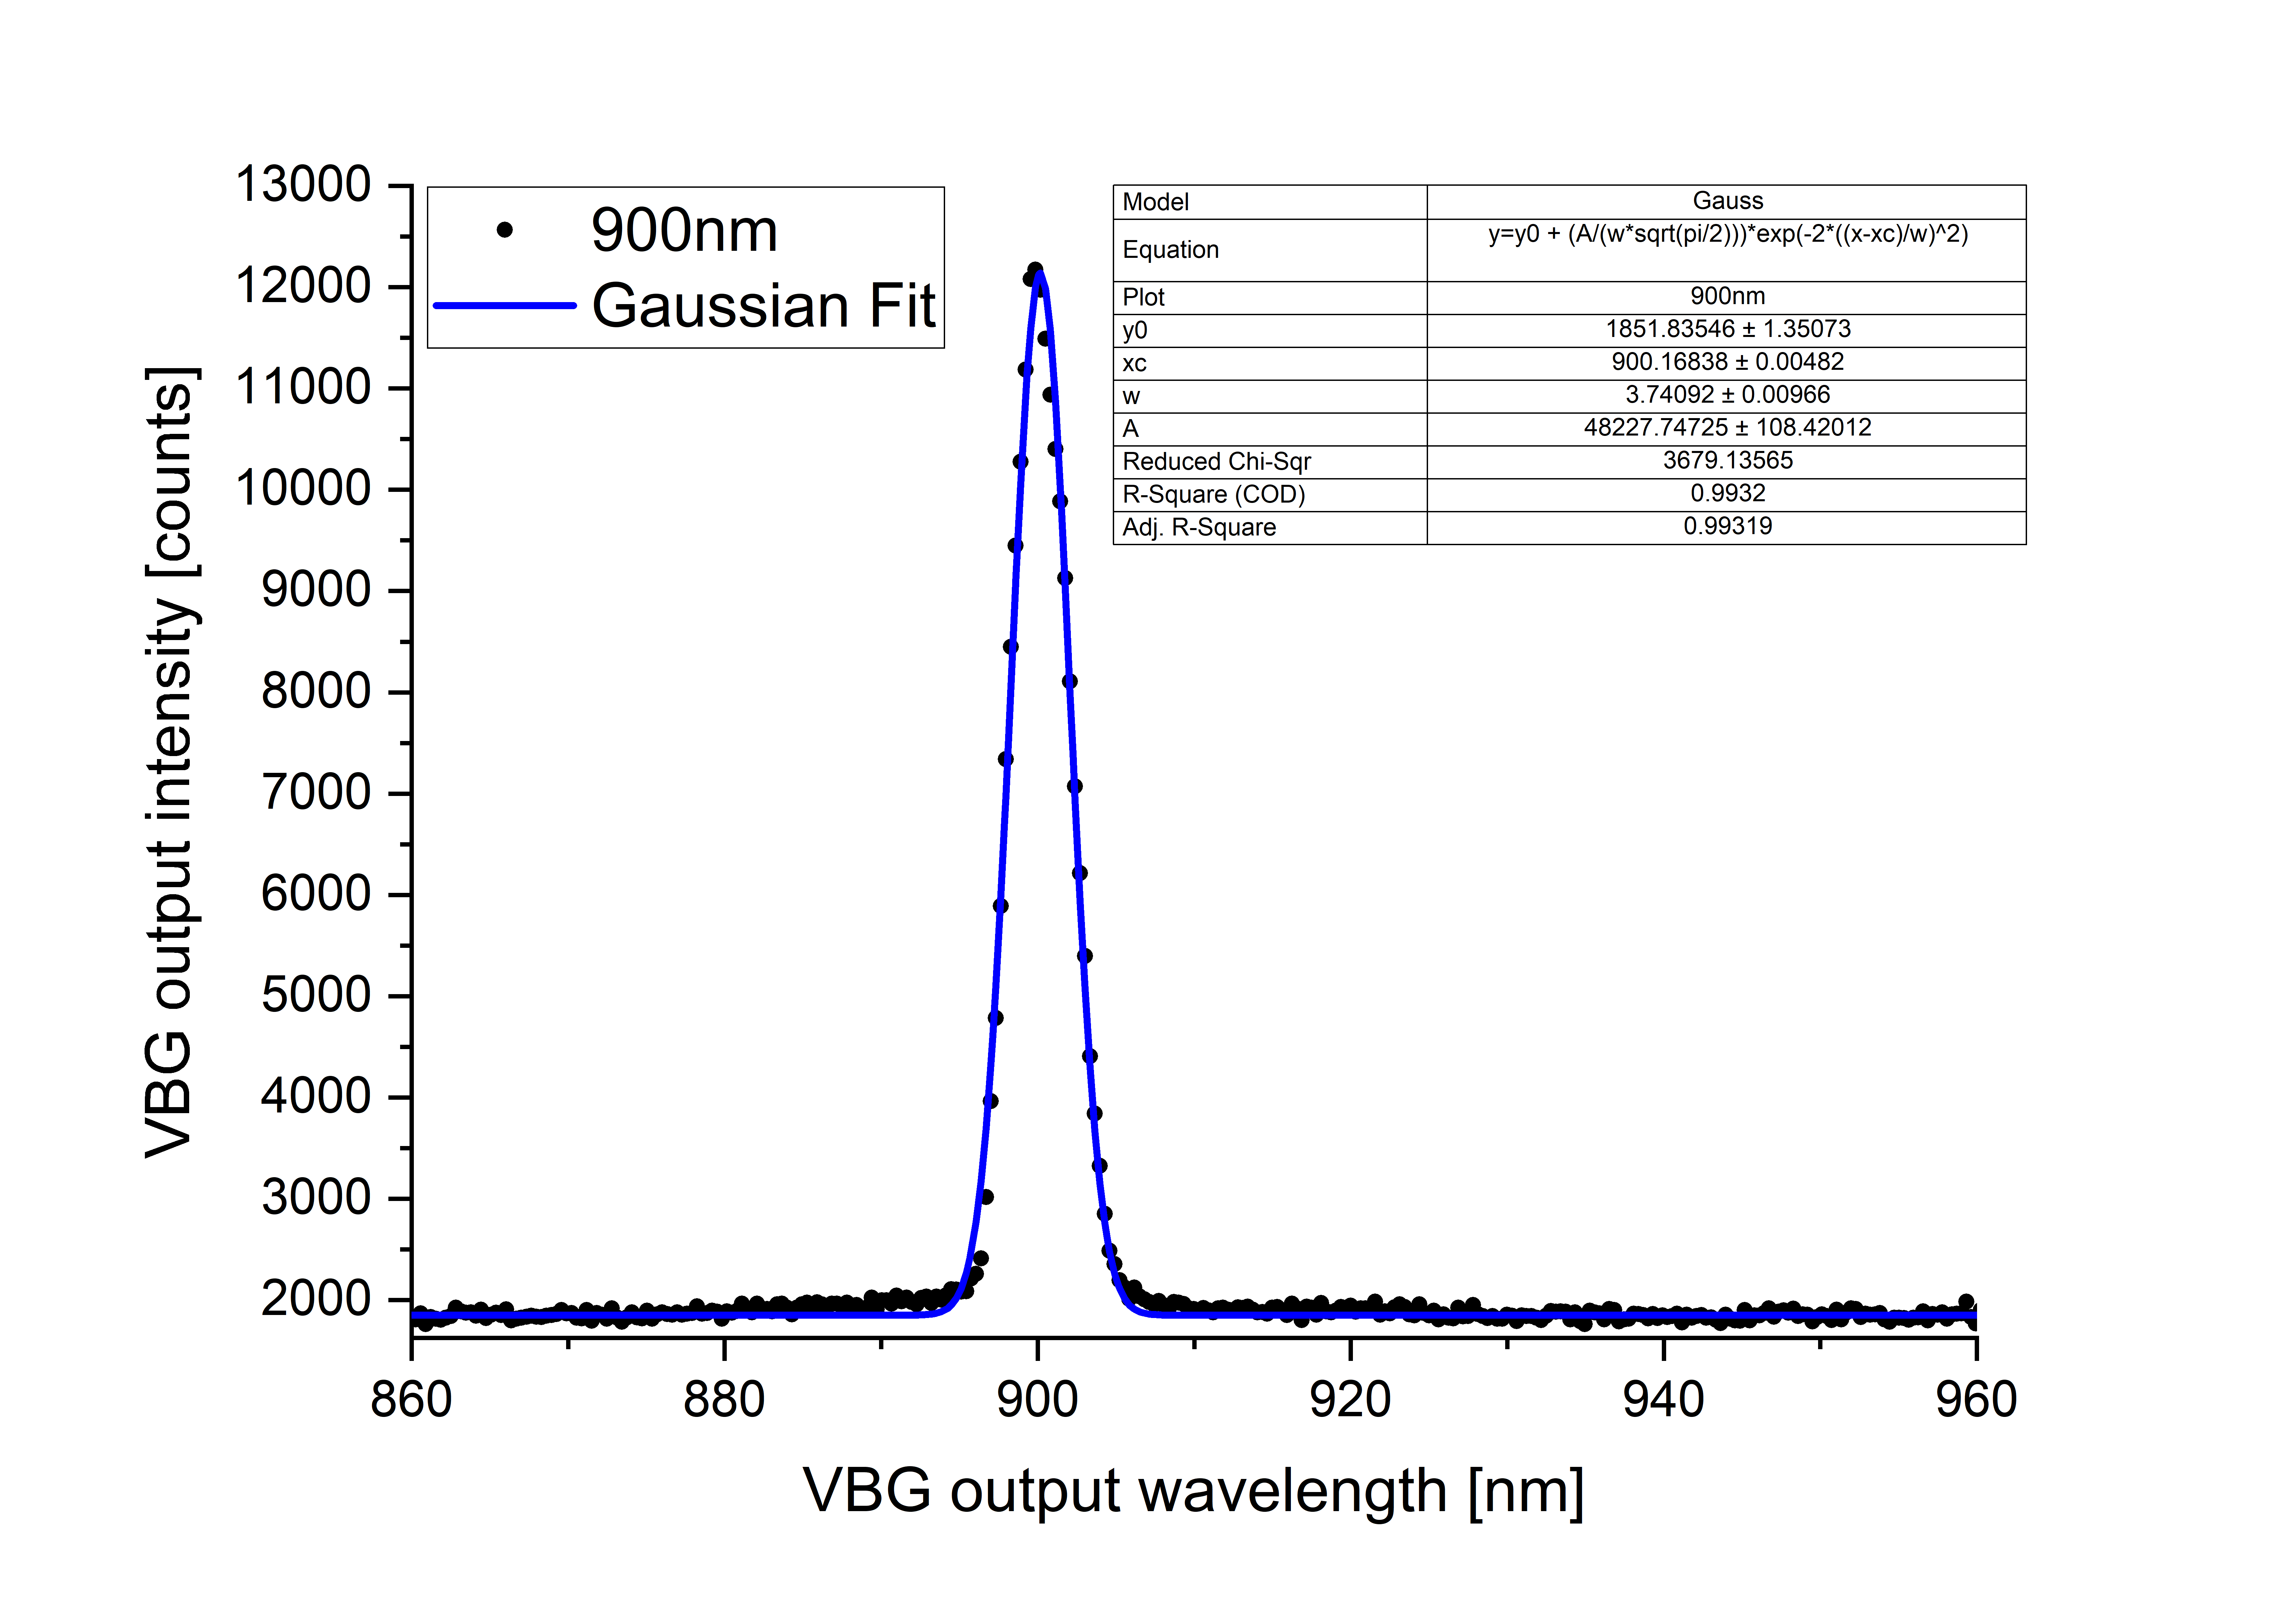 13000
12000
11000
10000
9000
8000
7000
6000
5000
4000
3000
2000
VBG output intensity [counts]
900nm
Gaussian Fit
Model Gauss
Equation y=y0 + (A/(w*sqrt(pi/2)))*exp(-2*((x-xc)/w)^2)
Plot 900nm
y0 1851.83546 ± 1.35073
xc 900.16838 ± 0.00482
w 3.74092 ± 0.00966
A 48227.74725 ± 108.42012
Reduced Chi-Sqr 3679.13565
R-Square (COD) 0.9932
Adj. R-Square 0.99319
860 880 900 920 940 960
VBG output wavelength [nm]